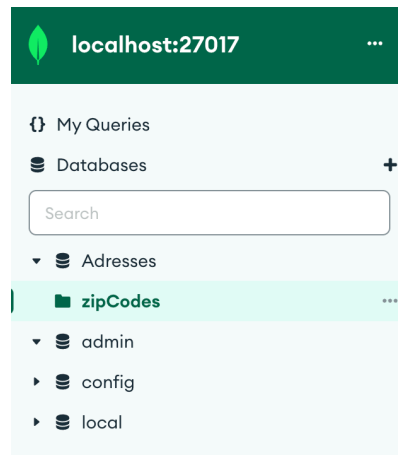 localhost:27017
{} My Queries
Databases
Search
Adresses
zipCodes
admin
config
local